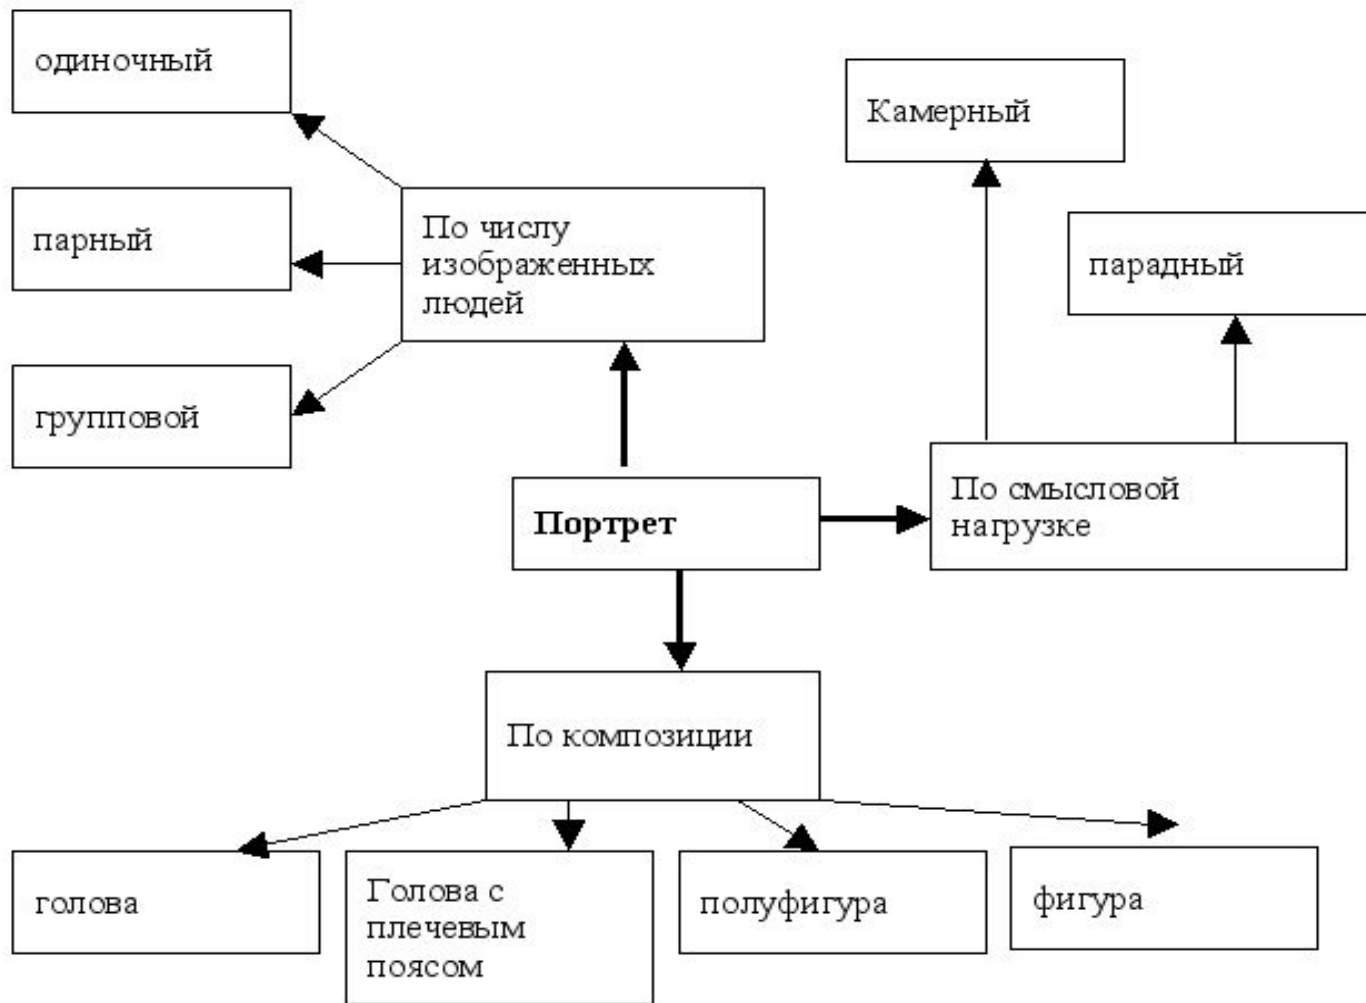 одиночный
Камерный
парный
По числу
изображенных
людей
парадный
групповой
Портрет
По смысловой
нагрузке
По композиции
голова
Голова с
плечевым
поясом
полуфигура
фигура